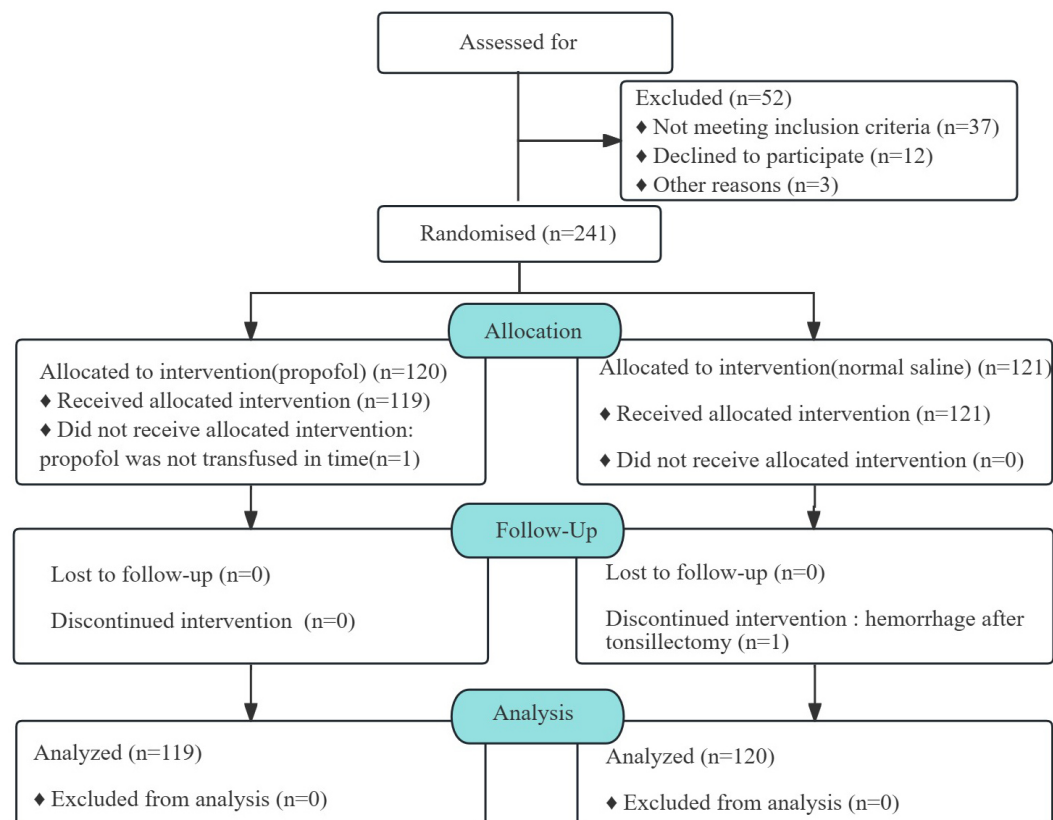 Assessed for
Excluded (n=52)
♦ Not meeting inclusion criteria (n=37)
♦ Declined to participate (n=12)
♦ Other reasons (n=3)
Randomised (n=241)
Allocation
Allocated to intervention(propofol) (n=120)
♦ Received allocated intervention (n=119)
♦ Did not receive allocated intervention:
propofol was not transfused in time(n=1)
Allocated to intervention(normal saline) (n=121)
♦ Received allocated intervention (n=121)
♦ Did not receive allocated intervention (n=0)
Follow-Up
Lost to follow-up (n=0)
Discontinued intervention (n=0)
Lost to follow-up (n=0)
Discontinued intervention : hemorrhage after
tonsillectomy (n=1)
Analysis
Analyzed (n=119)
♦ Excluded from analysis (n=0)
Analyzed (n=120)
♦ Excluded from analysis (n=0)